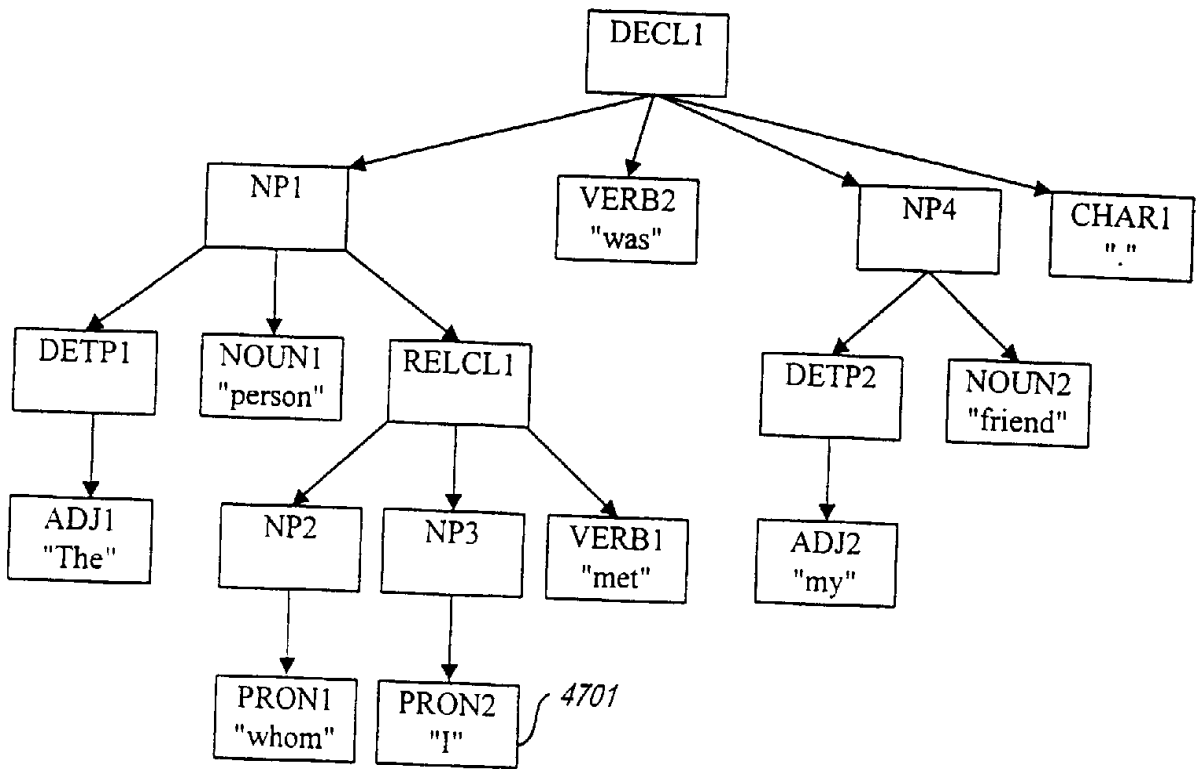 DECL1
NP1
VERB2
"was"
NP4
CHAR1
"."
DETP1
NOUN1
"person"
RELCL1
DETP2
NOUN2
"friend"
ADJ1
"The"
NP2
NP3
VERB1
"met"
ADJ2
"my"
PRON1
"whom"
PRON2
"I"
4701